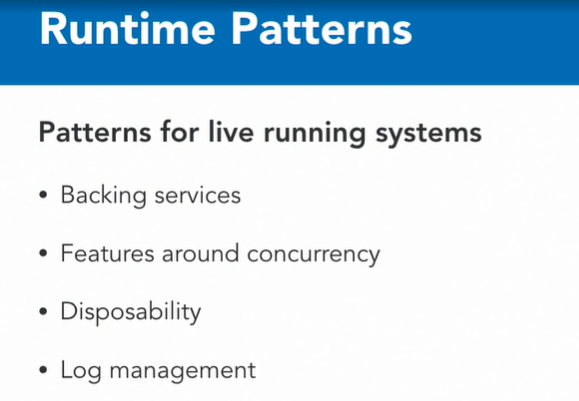 Runtime Patterns
Patterns for live running systems
• Backing services
• Features around concurrency
• Disposability
• Log management